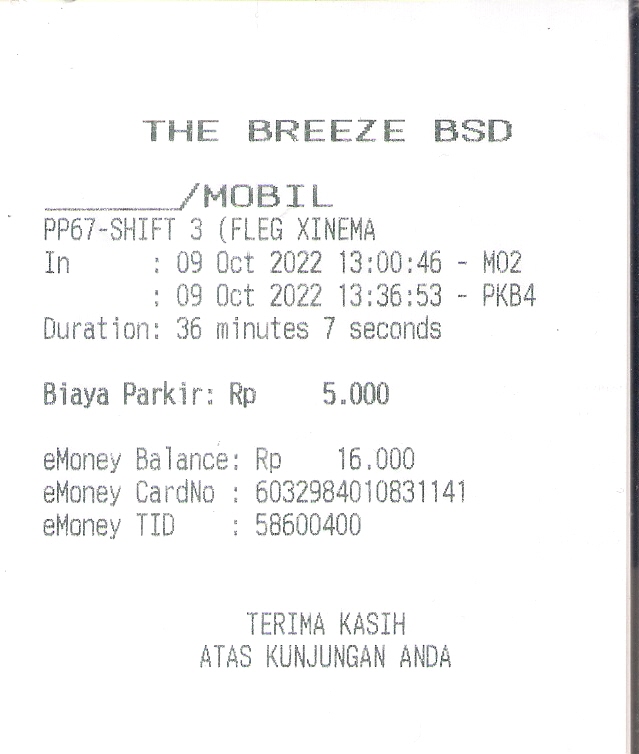 THE BREEZE BSD
_______/MOBIL
PP67-SHIFT 3 (FLEG XINEMA
In : 09 Oct 2022 13:00:46 - MO2
: 09 Oct 2022 13:36:53 - PKB4
Duration: 36 minutes 7 seconds
Biaya Parkir: Rp 5.000
eMoney Balance: Rp 16.000
eMoney CardNo : 6032984010831141
eMoney TID : 58600400
TERIMA KASIH
ATAS KUNJUNGAN ANDA